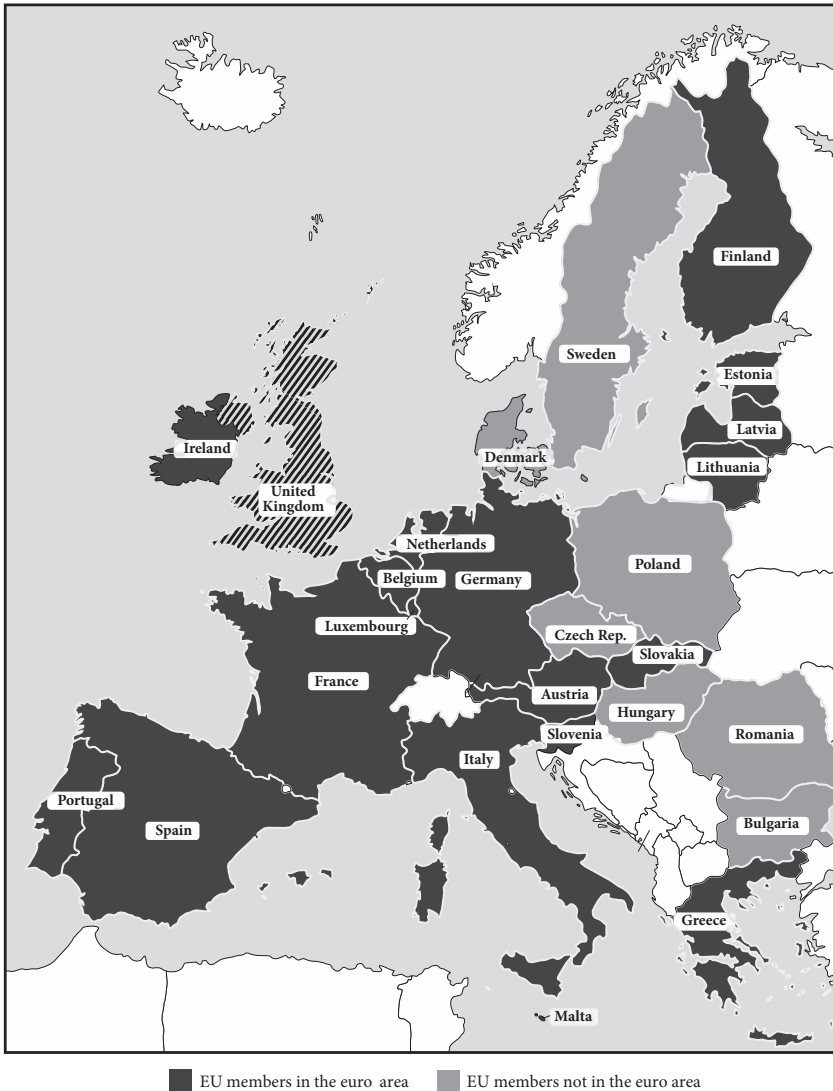 Finland
Sweden
Estonia
Latvia
Ireland
Denmark
Lithuania
United
Kingdom
Netherlands
Poland
Belgium
Germany
Luxembourg
Czech Rep.
Slovakia
France
Austria
Hungary
Slovenia
Romania
Italy
Portugal
Spain
Bulgaria
Greece
Malta
EU members in the euro area
EU members not in the euro area